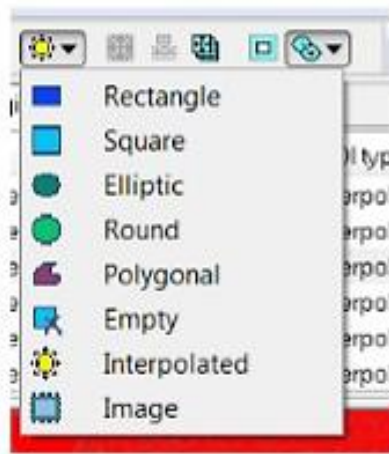 Rectangle
Square
Elliptic
Round
Polygonal
Empty
Interpolated
Image